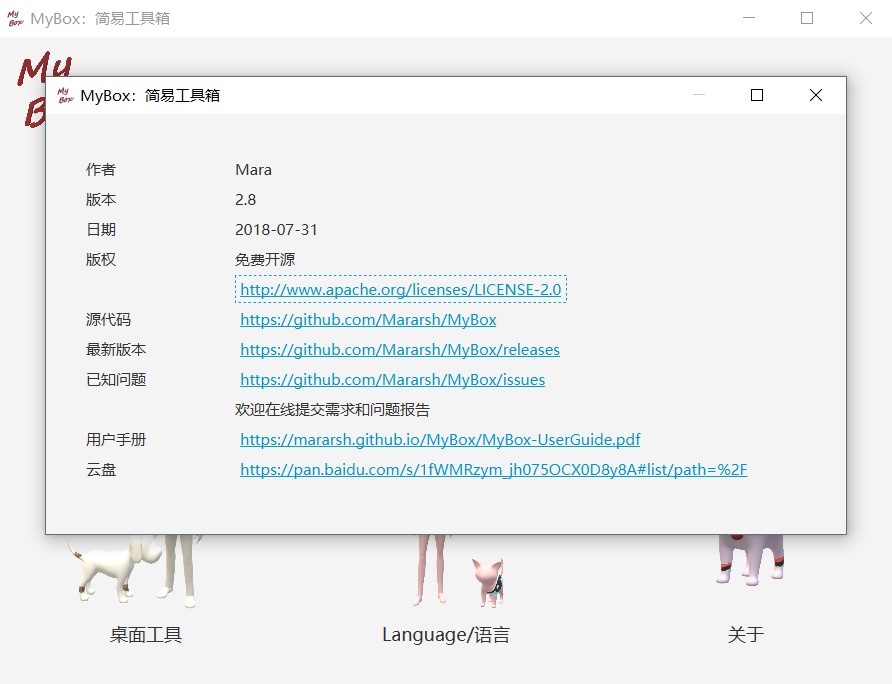 MyBox：简易工具箱
My
MyBox：简易工具箱
作者 Mara
版本 2.8
日期 2018-07-31
版权 免费开源
http://www.apache.org/licenses/LICENSE-2.0
源代码 https://github.com/Mararsh/MyBox
最新版本 https://github.com/Mararsh/MyBox/releases
已知问题 https://github.com/Mararsh/MyBox/issues
欢迎在线提交需求和问题报告
用户手册 https://mararsh.github.io/MyBox/MyBox-UserGuide.pdf
云盘 https://pan.baidu.com/s/1fWMRzym_jh075OCX0D8y8A#list/path=%2F
桌面工具 Language/语言 关于